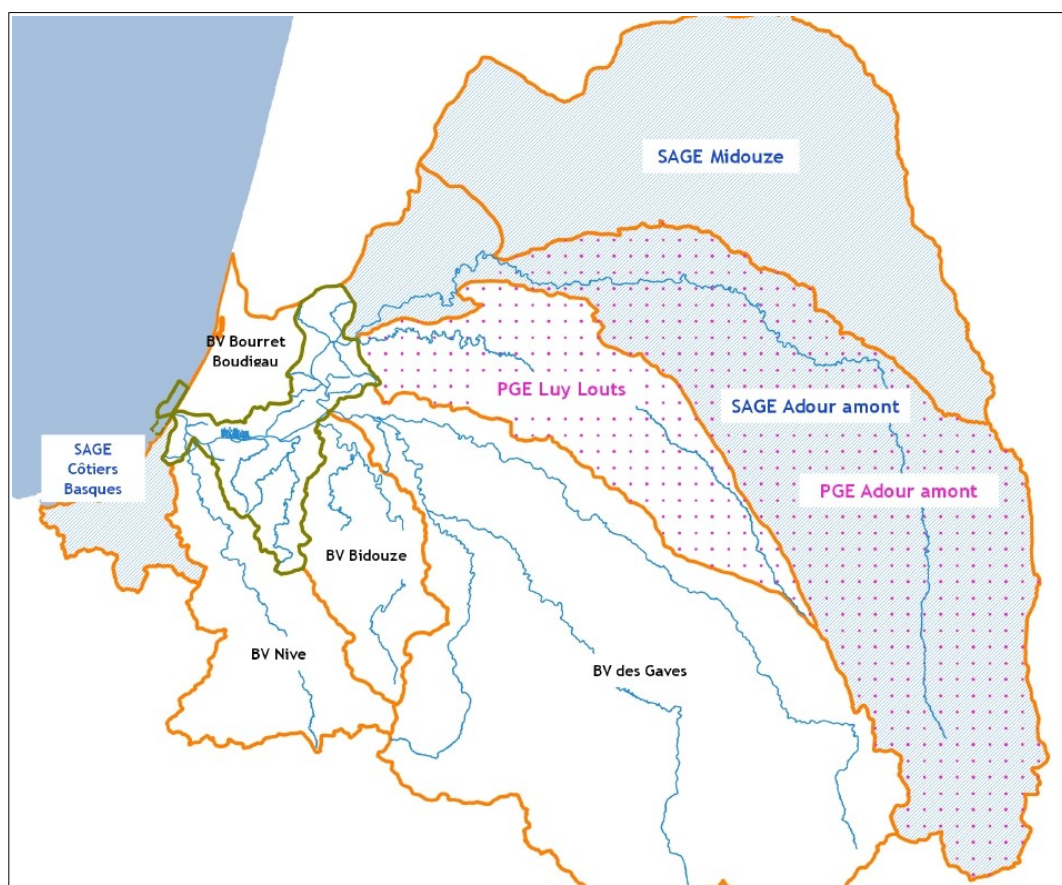 SAGE Midouze
BV Bourret
Boudigau
PGE Luy Louts
SAGE Adour amont
SAGE
Côtiers
Basques
PGE Adour amont
BV Bidouze
BV Nive
BV des Gaves